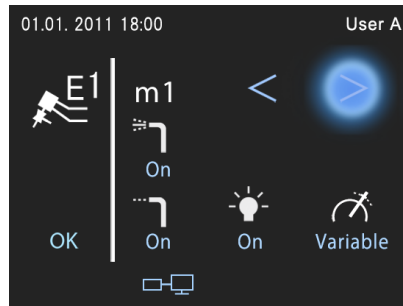 01.01. 2011 18:00 User A
E1
m1 < >
On
OK On On Variable